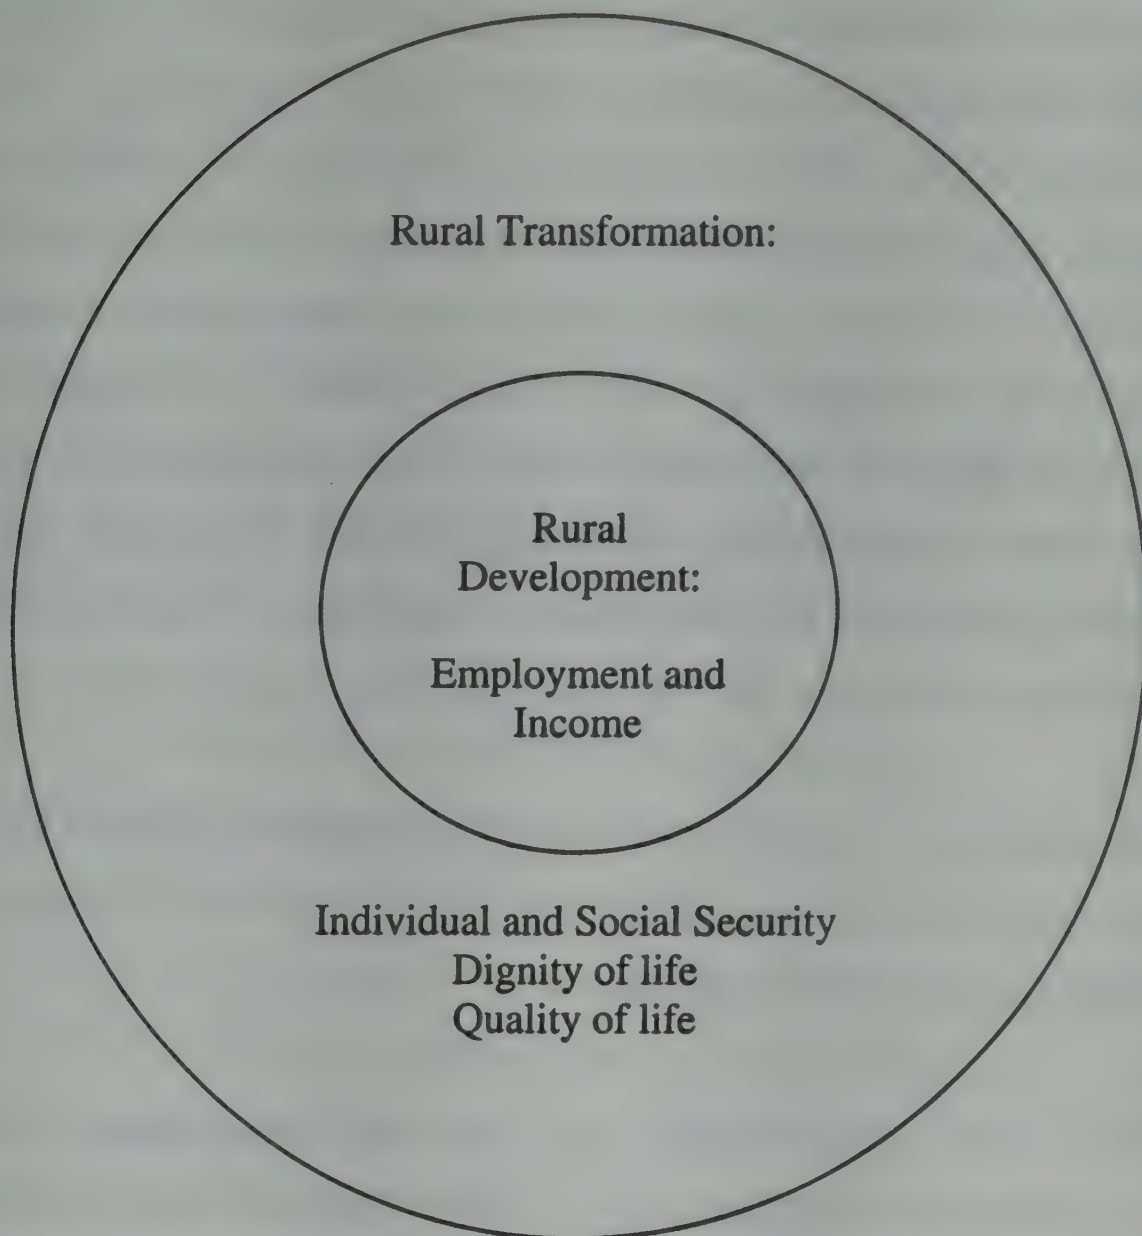 Rural Transformation:
Rural
Development:
Employment and
Income
Individual and Social Security
Dignity of life
Quality of life